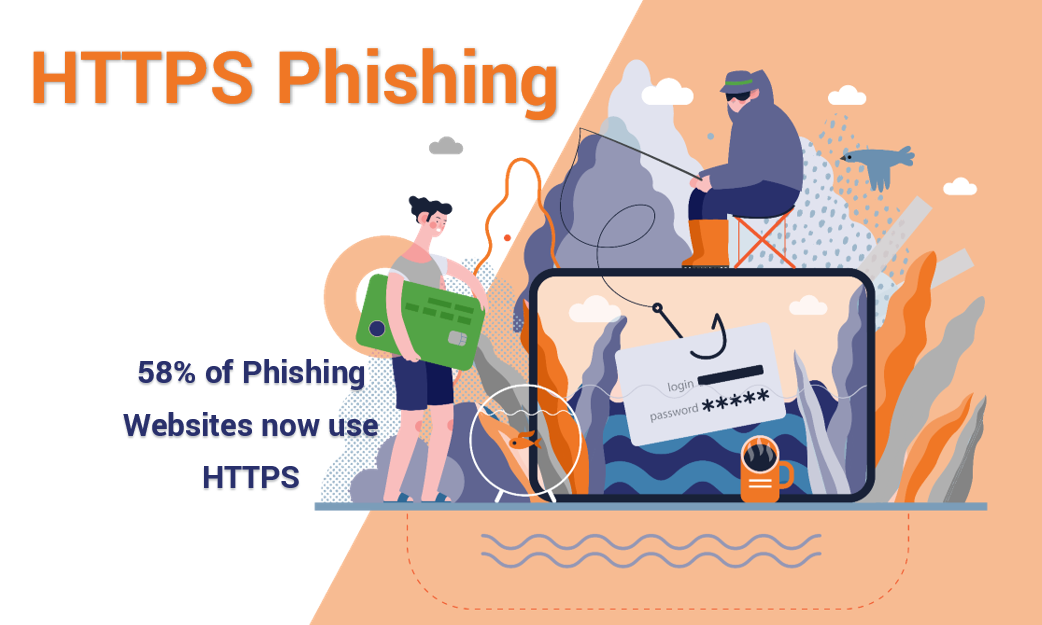 HTTPS Phishing
58% of Phishing
Websites now use
HTTPS
login
password *****